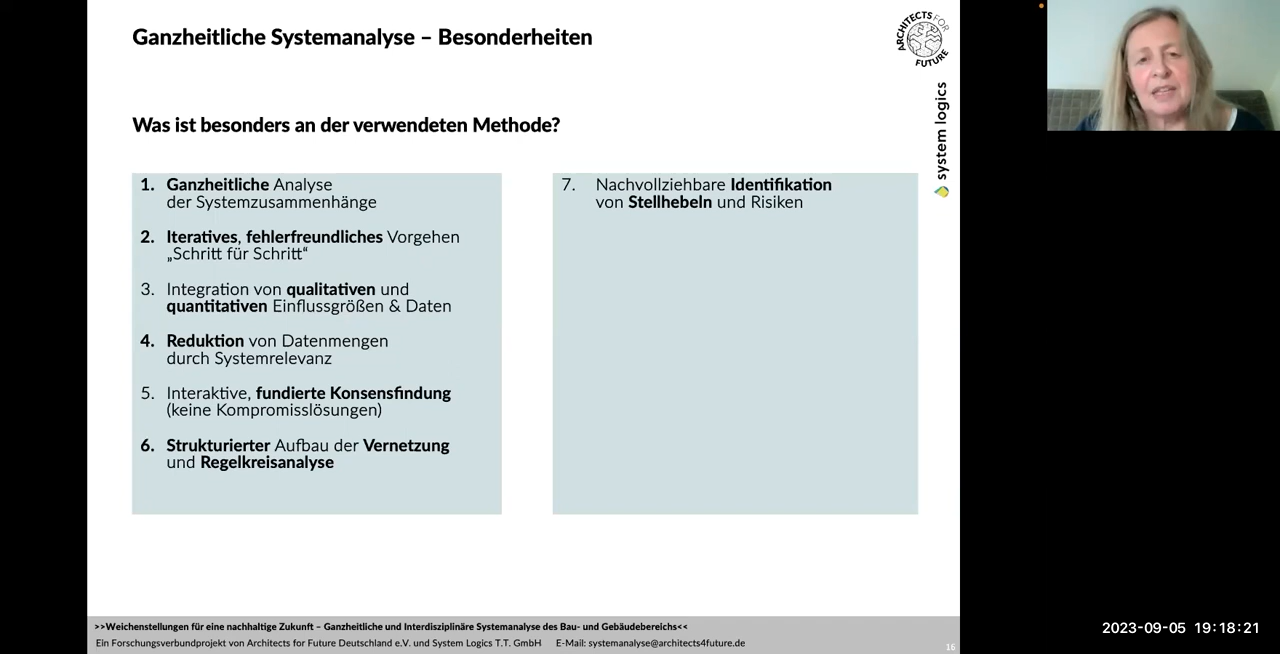 Ganzheitliche Systemanalyse – Besonderheiten
ARCHITECTS FOR FUTURE
system logics
Was ist besonders an der verwendeten Methode?
1. Ganzheitliche Analyse
der Systemzusammenhänge
2. Iteratives, fehlerfreundliches Vorgehen
„Schritt für Schritt“
3. Integration von qualitativen und
quantitativen Einflussgrößen & Daten
4. Reduktion von Datenmengen
durch Systemrelevanz
5. Interaktive, fundierte Konsensfindung
(keine Kompromisslösungen)
6. Strukturierter Aufbau der Vernetzung
und Regelkreisanalyse
7. Nachvollziehbare Identifikation
von Stellhebeln und Risiken
>>Weichenstellungen für eine nachhaltige Zukunft – Ganzheitliche und Interdisziplinäre Systemanalyse des Bau- und Gebäudebereichs<<
Ein Forschungsverbundprojekt von Architects for Future Deutschland e.V. und System Logics T.T. GmbH E-Mail: systemanalyse@architects4future.de
16
2023-09-05 19:18:21